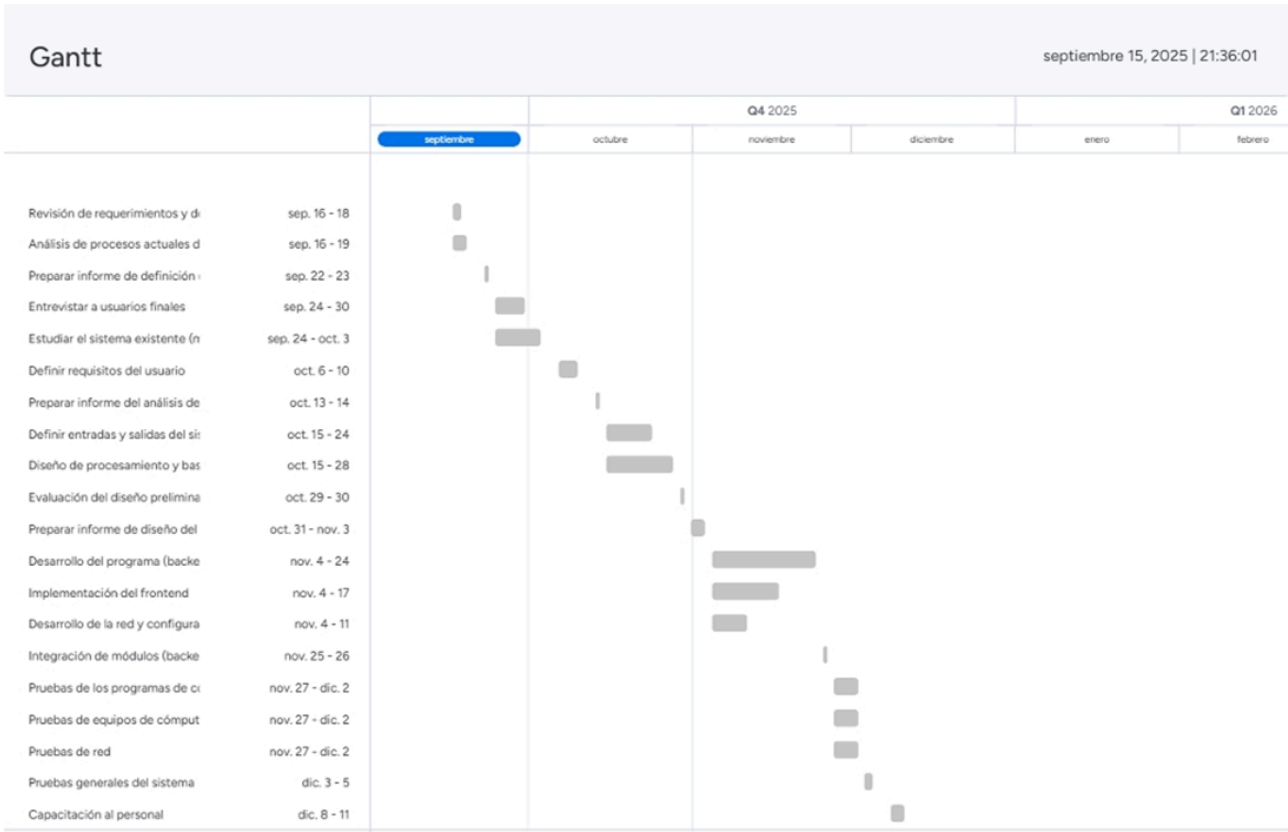 Gantt
septiembre 15, 2025 | 21:36:01
Q4 2025
Q1 2026
septiembre octubre noviembre diciembre enero febrero
Revisión de requerimientos y de sep. 16 - 18
Análisis de procesos actuales d sep. 16 - 19
Preparar informe de definición sep. 22 - 23
Entrevistar a usuarios finales sep. 24 - 30
Estudiar el sistema existente (m sep. 24 - oct. 3
Definir requisitos del usuario oct. 6 - 10
Preparar informe del análisis de oct. 13 - 14
Definir entradas y salidas del sis oct. 15 - 24
Diseño de procesamiento y bas oct. 15 - 28
Evaluación del diseño prelimina oct. 29 - 30
Preparar informe de diseño del oct. 31 - nov. 3
Desarrollo del programa (backe nov. 4 - 24
Implementación del frontend nov. 4 - 17
Desarrollo de la red y configura nov. 4 - 11
Integración de módulos (backe nov. 25 - 26
Pruebas de los programas de co nov. 27 - dic. 2
Pruebas de equipos de cómput nov. 27 - dic. 2
Pruebas de red nov. 27 - dic. 2
Pruebas generales del sistema dic. 3 - 5
Capacitación al personal dic. 8 - 11